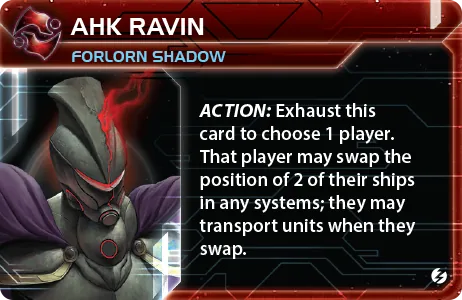 AHK RAVIN
FORLORN SHADOW
ACTION: Exhaust this
card to choose 1 player.
That player may swap the
position of 2 of their ships
in any systems; they may
transport units when they
swap.